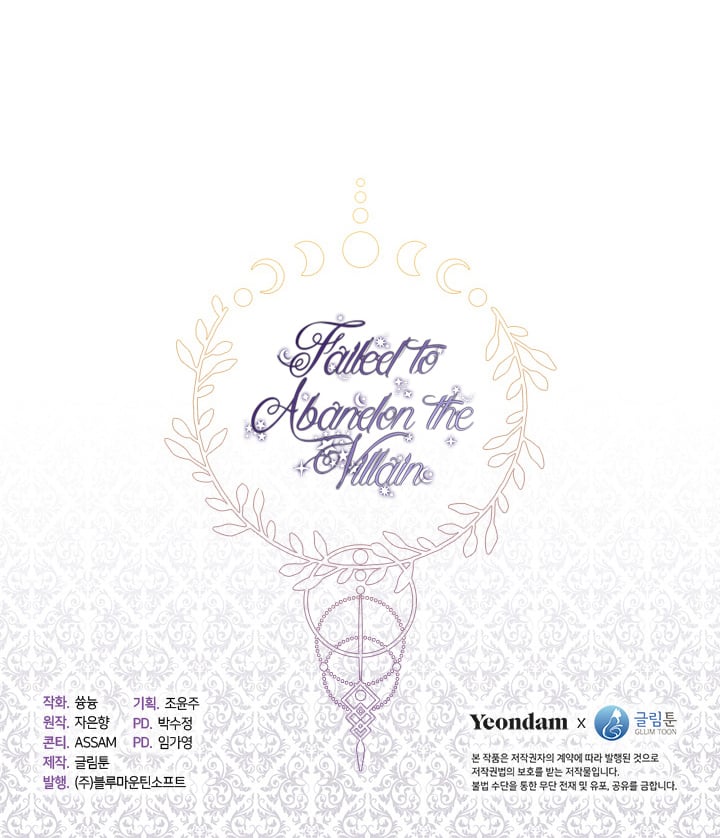 Failed to
Abandon the
Villain
작화. 쓩늉
원작. 자은향
콘티. ASSAM
제작. 글림툰
발행. (주)블루마운틴소프트
기획. 조윤주
PD. 박수정
PD. 임가영
Yeondam x 글림툰
GLLIM TOON
본 작품은 저작권자의 계약에 따라 발행된 것으로
저작권법의 보호를 받는 저작물입니다.
불법 수단을 통한 무단 전재 및 유포, 공유를 금합니다.